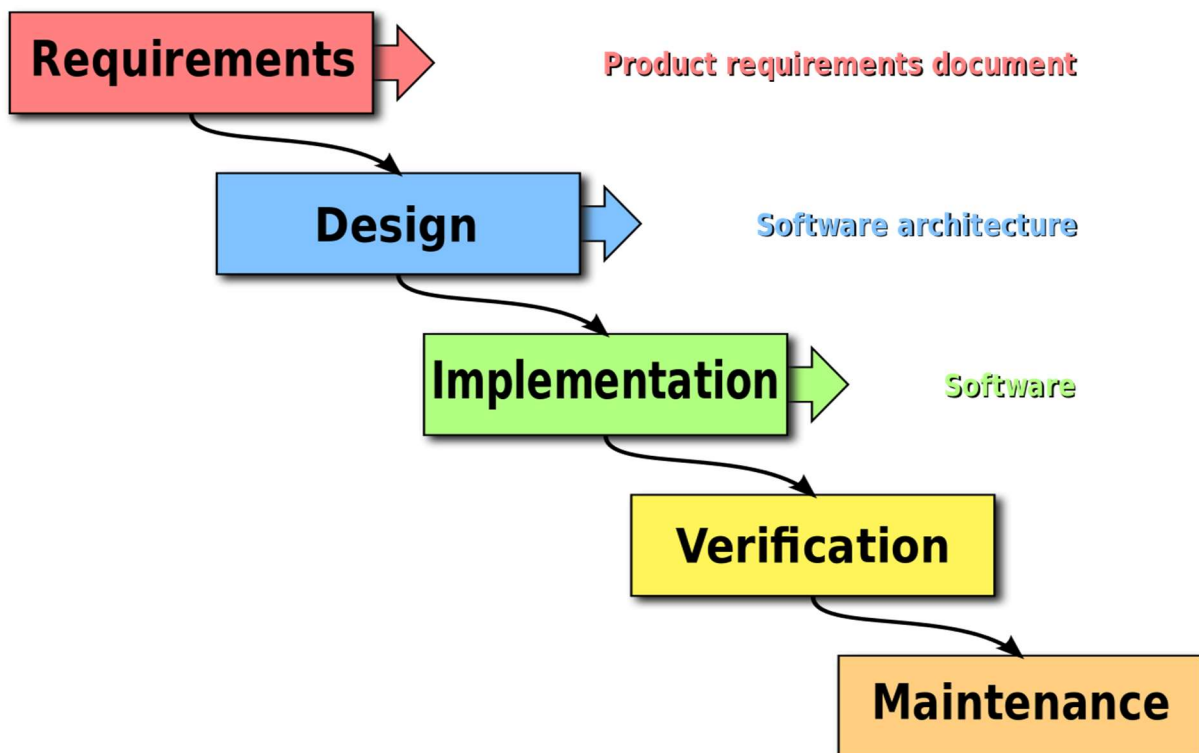 Requirements
Product requirements document
Design
Software architecture
Implementation
Software
Verification
Maintenance